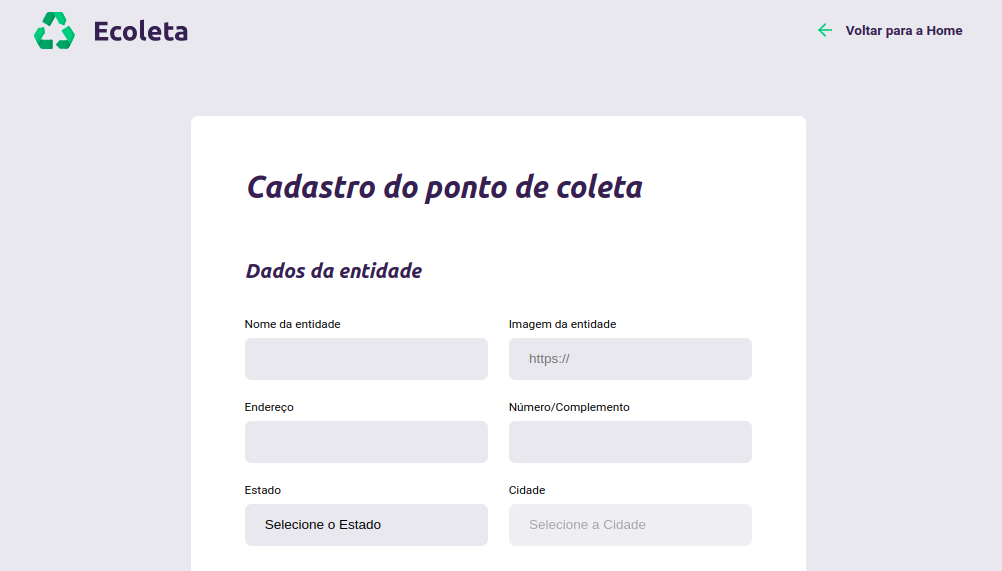 Ecoleta
Voltar para a Home
Cadastro do ponto de coleta
Dados da entidade
Nome da entidade
Imagem da entidade
https://
Endereço
Número/Complemento
Estado
Cidade
Selecione o Estado
Selecione a Cidade